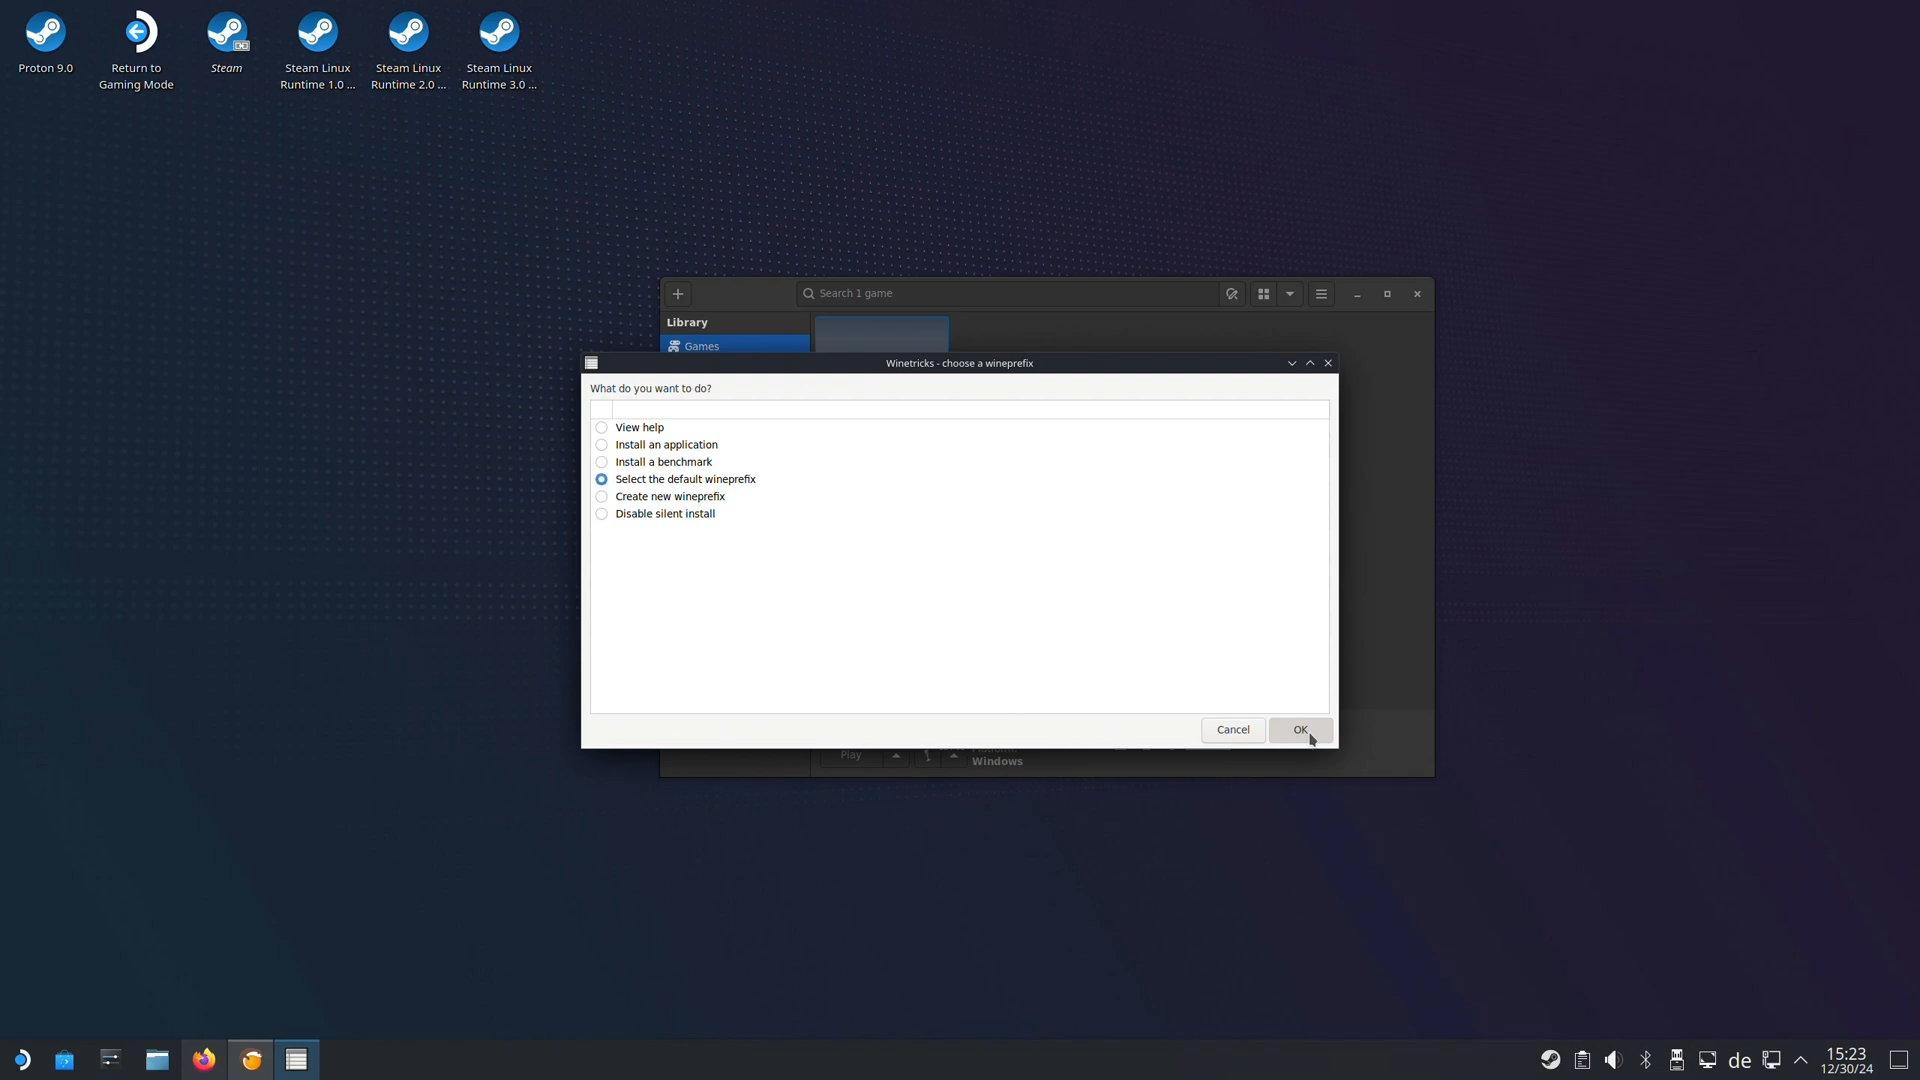 Proton 9.0
Return to
Gaming Mode
Steam
Steam Linux
Runtime 1.0 ...
Steam Linux
Runtime 2.0 ...
Steam Linux
Runtime 3.0 ...
Search 1 game
Library
Games
Winetricks - choose a wineprefix
What do you want to do?
View help
Install an application
Install a benchmark
Select the default wineprefix
Create new wineprefix
Disable silent install
Cancel
OK
Play
Platform:
Windows
de
15:23
12/30/24